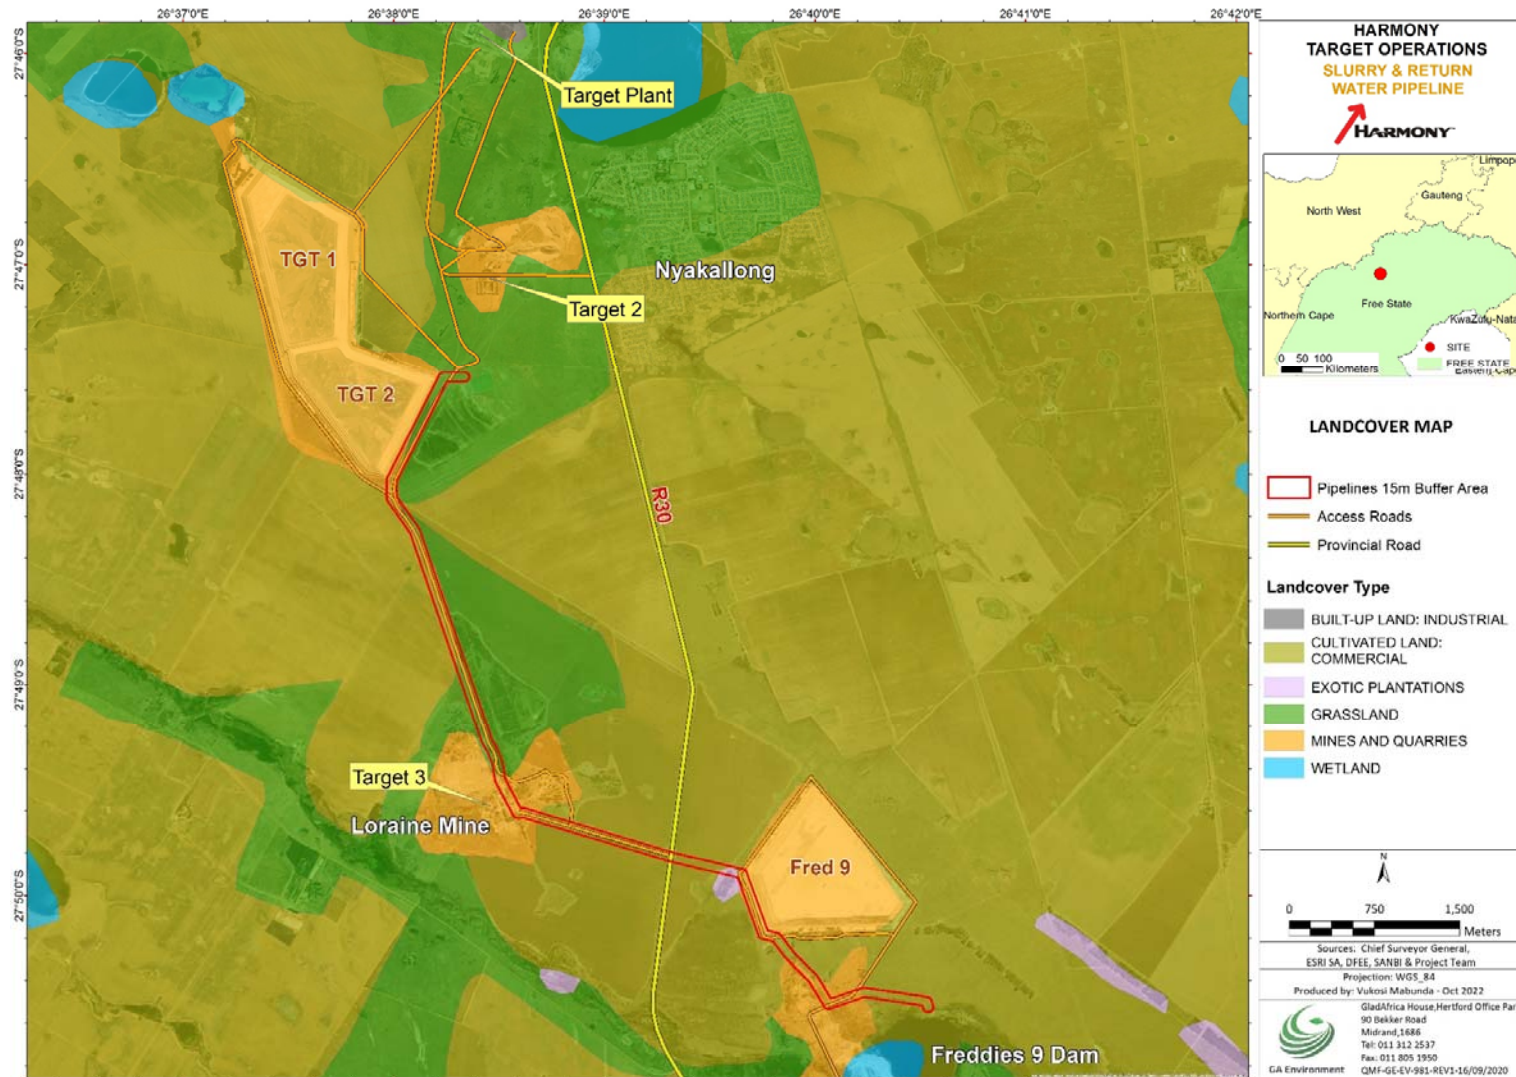 26°37'0"E 26°38'0"E 26°39'0"E 26°40'0"E 26°41'0"E 26°42'0"E
27°46'0"S
27°47'0"S
27°48'0"S
27°49'0"S
27°50'0"S
Target Plant
TGT 1
Nyakallong
Target 2
TGT 2
R30
Target 3
Loraine Mine
Fred 9
Freddies 9 Dam
HARMONY
TARGET OPERATIONS
SLURRY & RETURN
WATER PIPELINE
HARMONY™
Limpopo
Gauteng
North West
Free State
Northern Cape
KwaZulu-Nata
SITE
FREE STATE
Eastern Cape
0 50 100
Kilometers
LANDCOVER MAP
Pipelines 15m Buffer Area
Access Roads
Provincial Road
Landcover Type
BUILT-UP LAND: INDUSTRIAL
CULTIVATED LAND:
COMMERCIAL
EXOTIC PLANTATIONS
GRASSLAND
MINES AND QUARRIES
WETLAND
N
0 750 1,500
Meters
Sources: Chief Surveyor General,
ESRI SA, DFEE, SANBI & Project Team
Projection: WGS_84
Produced by: Vukosi Mabunda - Oct 2022
GladAfrica House,Hertford Office Par
90 Bekker Road
Midrand,1686
Tel: 011 312 2537
Fax: 011 805 1950
GA Environment QMF-GE-EV-981-REV1-16/09/2020